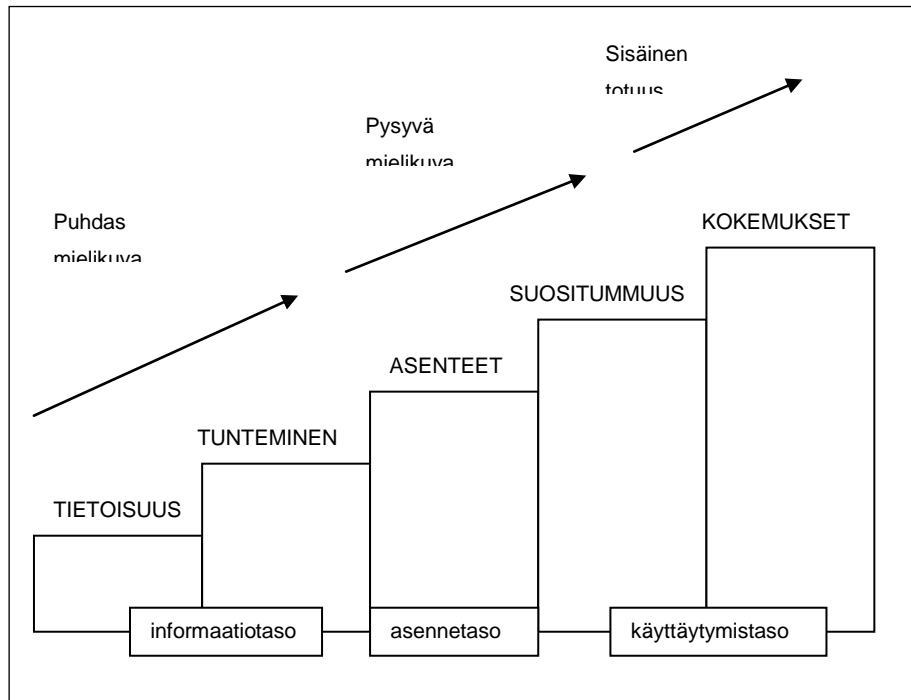 Sisäinen
totuus
Pysyvä
mielikuva
Puhdas
mielikuva
KOKEMUKSET
SUOSITUMMUUS
ASENTEET
TUNTEMINEN
TIETOISUUS
informaatiotaso
asennetaso
käyttäytymistaso